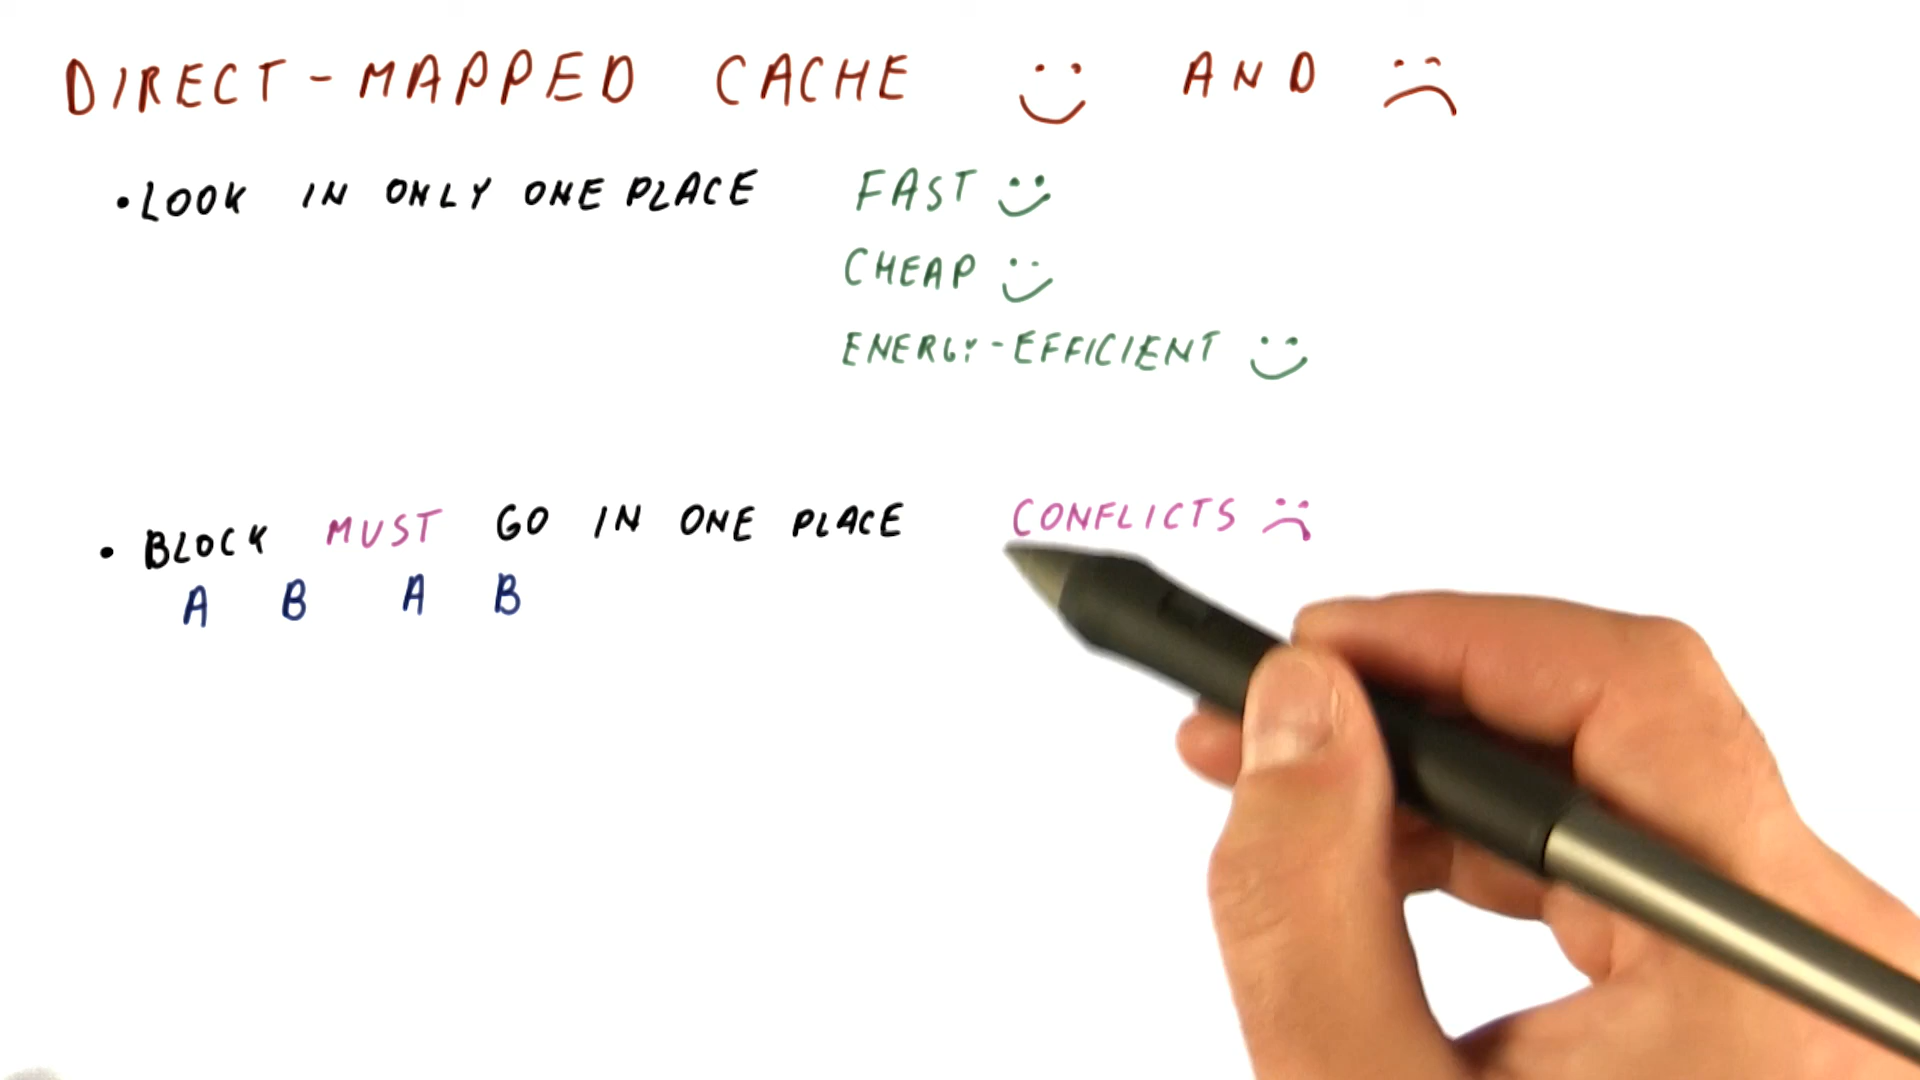 DIRECT-MAPPED CACHE AND
• LOOK IN ONLY ONE PLACE FAST
CHEAP
ENERGY-EFFICIENT
• BLOCK MUST GO IN ONE PLACE CONFLICTS
A B A B